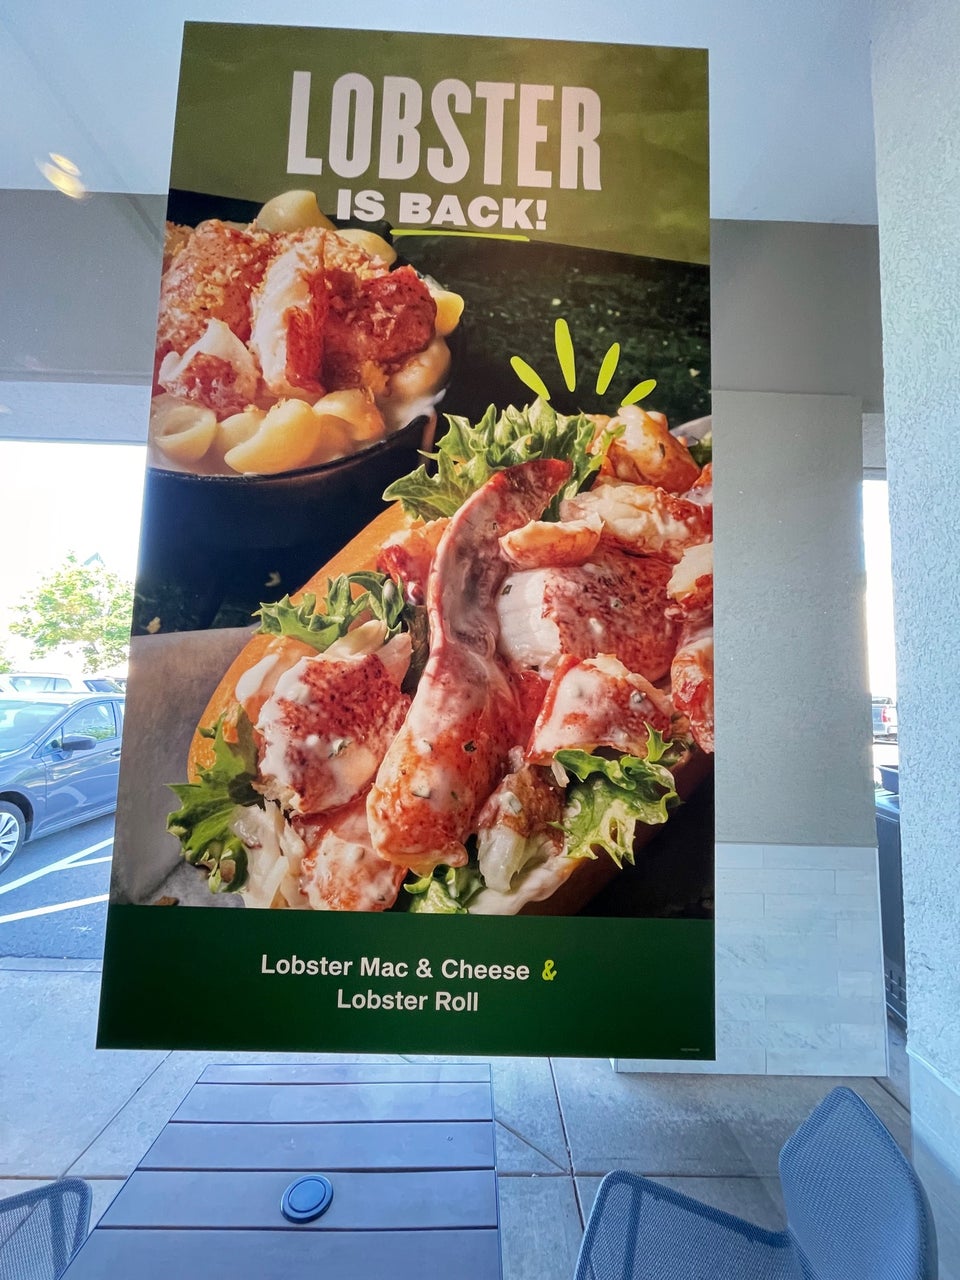 LOBSTER
IS BACK!
Lobster Mac & Cheese &
Lobster Roll